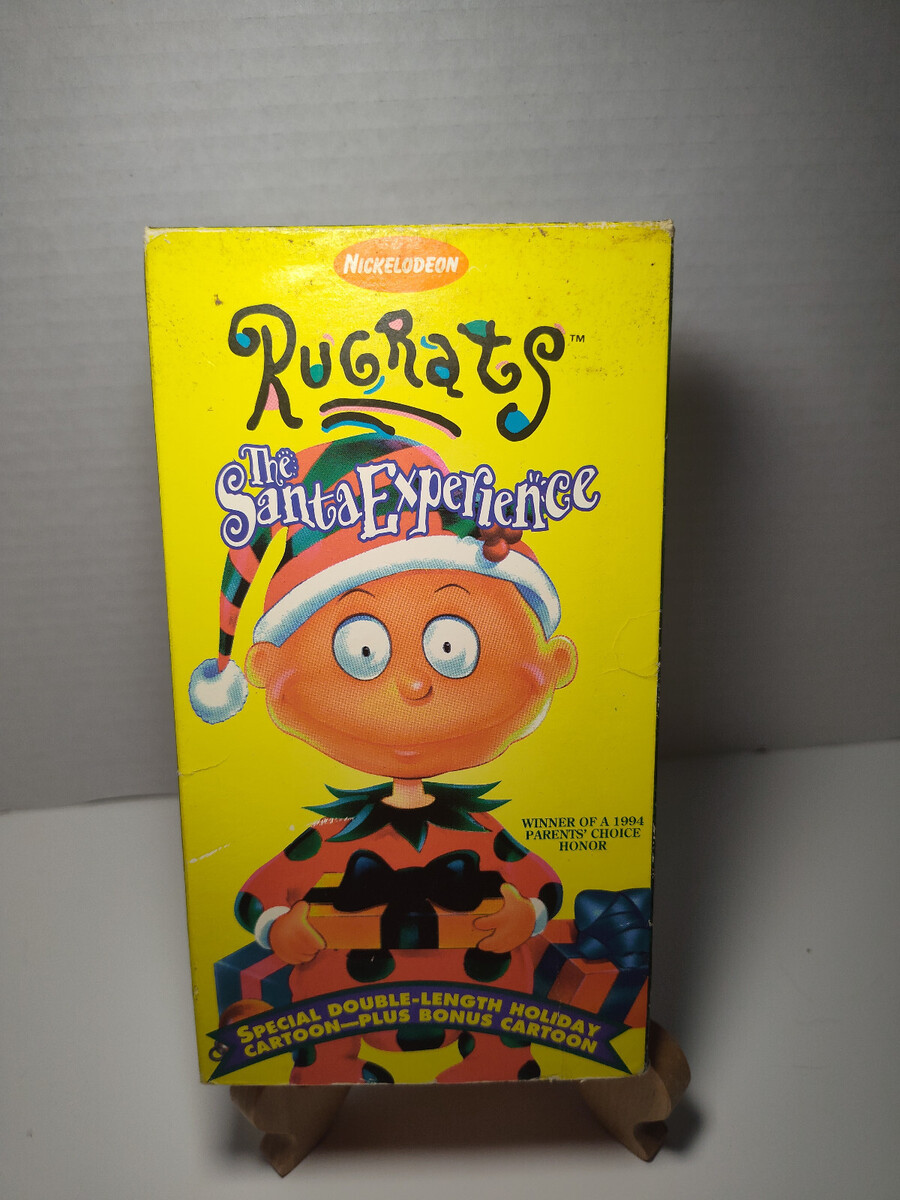 NICKELODEON
RUGRATS™
The
Santa Experience
WINNER OF A 1994
PARENTS' CHOICE
HONOR
SPECIAL DOUBLE-LENGTH HOLIDAY
CARTOON—PLUS BONUS CARTOON